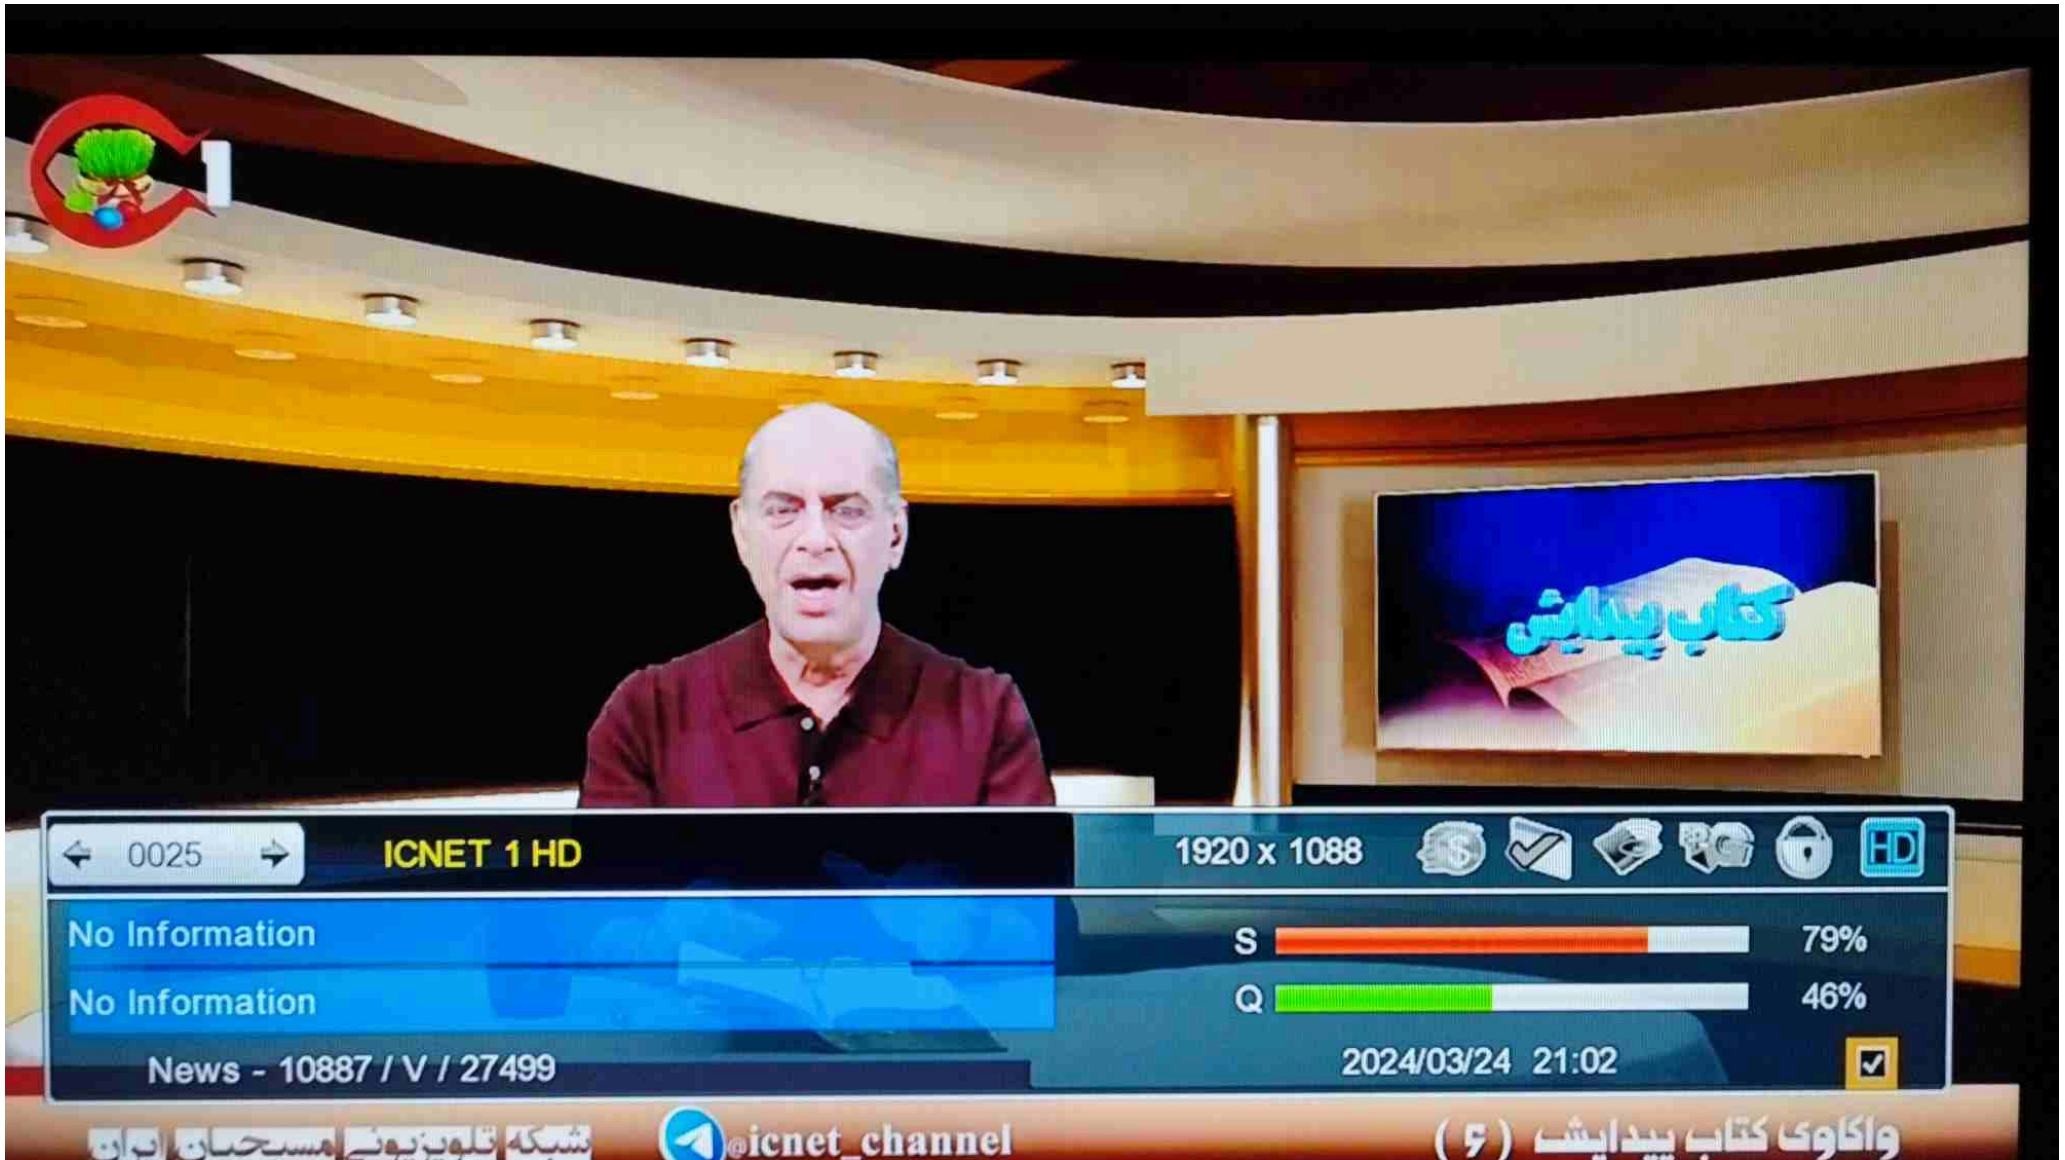 1
کتاب پیدایش
0025
ICNET 1 HD
1920 x 1088
HD
No Information
S
79%
No Information
Q
46%
News - 10887 / V / 27499
2024/03/24 21:02
شبکه تلویزیونی مسیحیان ایران
@icnet_channel
واکاوی کتاب پیدایش (۶)